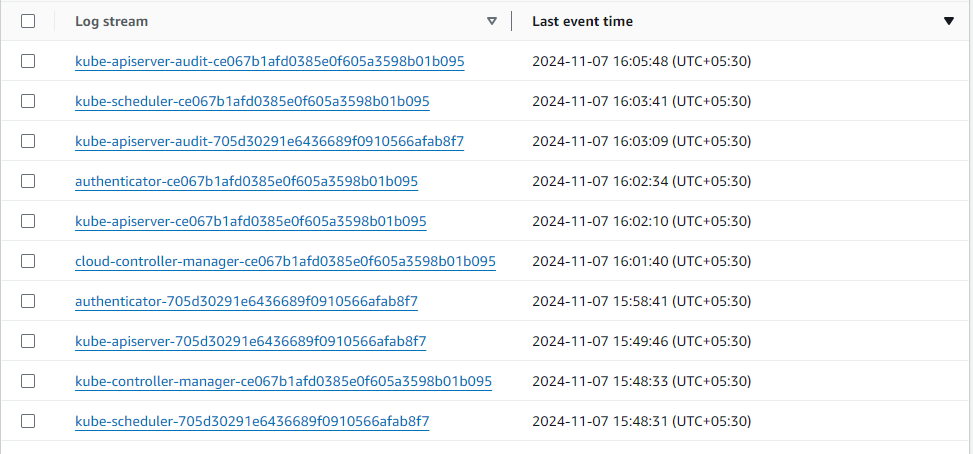 Log stream Last event time
kube-apiserver-audit-ce067b1afd0385e0f605a3598b01b095 2024-11-07 16:05:48 (UTC+05:30)
kube-scheduler-ce067b1afd0385e0f605a3598b01b095 2024-11-07 16:03:41 (UTC+05:30)
kube-apiserver-audit-705d30291e6436689f0910566afab8f7 2024-11-07 16:03:09 (UTC+05:30)
authenticator-ce067b1afd0385e0f605a3598b01b095 2024-11-07 16:02:34 (UTC+05:30)
kube-apiserver-ce067b1afd0385e0f605a3598b01b095 2024-11-07 16:02:10 (UTC+05:30)
cloud-controller-manager-ce067b1afd0385e0f605a3598b01b095 2024-11-07 16:01:40 (UTC+05:30)
authenticator-705d30291e6436689f0910566afab8f7 2024-11-07 15:58:41 (UTC+05:30)
kube-apiserver-705d30291e6436689f0910566afab8f7 2024-11-07 15:49:46 (UTC+05:30)
kube-controller-manager-ce067b1afd0385e0f605a3598b01b095 2024-11-07 15:48:33 (UTC+05:30)
kube-scheduler-705d30291e6436689f0910566afab8f7 2024-11-07 15:48:31 (UTC+05:30)